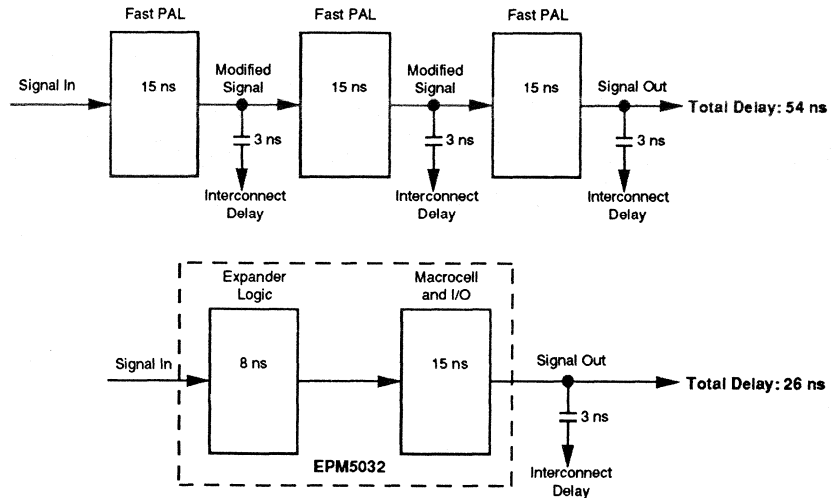 Fast PAL
Fast PAL
Fast PAL
Signal In
15 ns
Modified
Signal
15 ns
Modified
Signal
15 ns
Signal Out
Total Delay: 54 ns
3 ns
3 ns
3 ns
Interconnect
Delay
Interconnect
Delay
Interconnect
Delay
Expander
Logic
Macrocell
and I/O
Signal In
8 ns
15 ns
Signal Out
Total Delay: 26 ns
3 ns
EPM5032
Interconnect
Delay